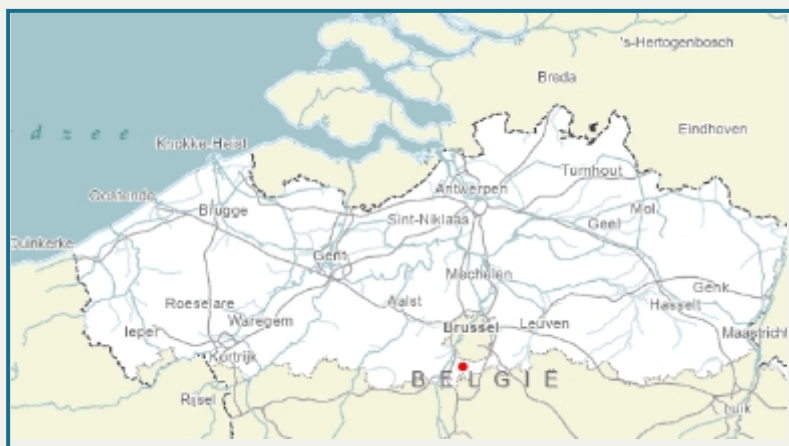 's-Hertogenbosch
Breda
Eindhoven
d z e e
Knokke-Heist
Turnhout
Antwerpen
Oostende
Mol
Brugge
Sint-Niklaas
Geel
Duinkerke
Gent
Mechelen
Genk
Roeselare
Aalst
Hasselt
Waregem
Brussel
Leuven
Ieper
Maastricht
Kortrijk
BELGIË
Rijsel
Luik